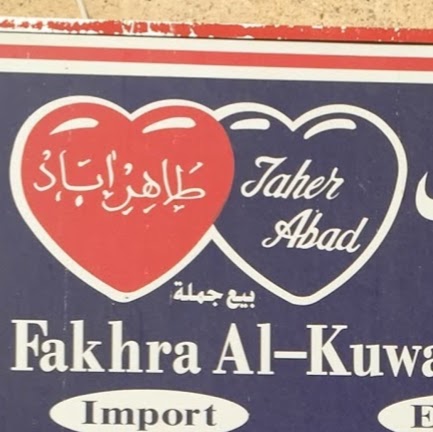 طاهر اباد
Taher
Abad
بيع جملة
Fakhra Al-Kuwa
Import
E